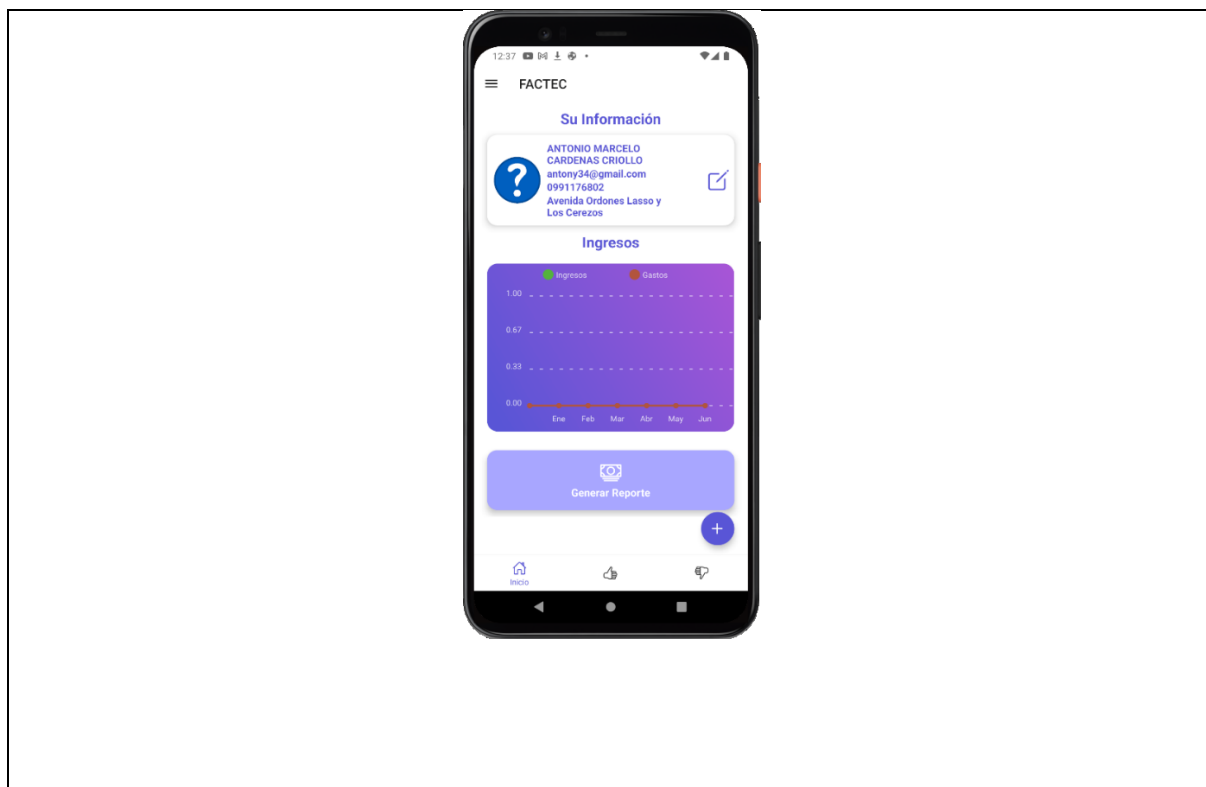 12:37
FACTEC
Su Información
ANTONIO MARCELO
CARDENAS CRIOLLO
antony34@gmail.com
0991176802
Avenida Ordones Lasso y
Los Cerezos
Ingresos
Ingresos Gastos
1.00
0.67
0.33
0.00
Ene Feb Mar Abr May Jun
Generar Reporte
+
Inicio